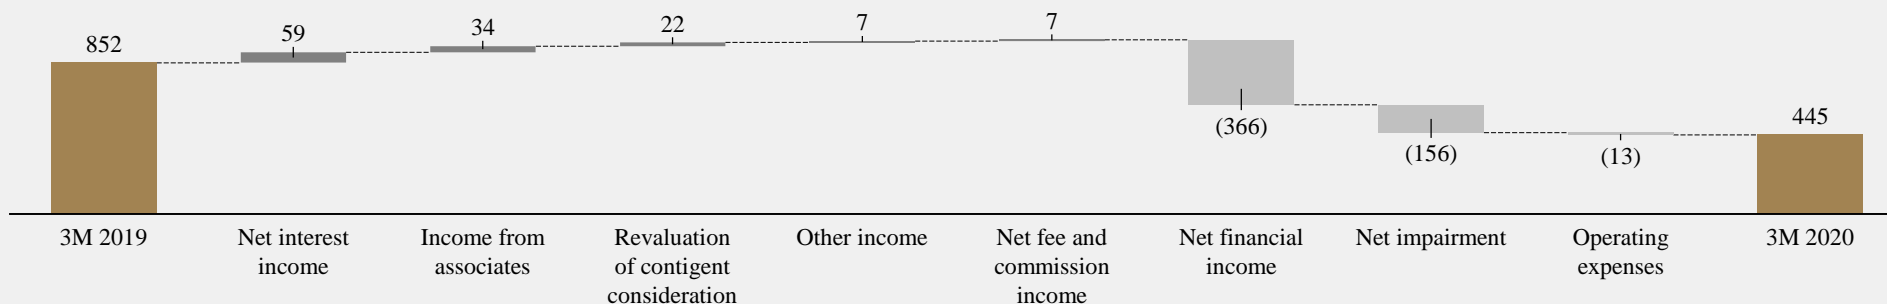 852
59
34
22
7
7
(366)
(156)
(13)
445
3M 2019
Net interest
income
Income from
associates
Revaluation
of contigent
consideration
Other income
Net fee and
commission
income
Net financial
income
Net impairment
Operating
expenses
3M 2020